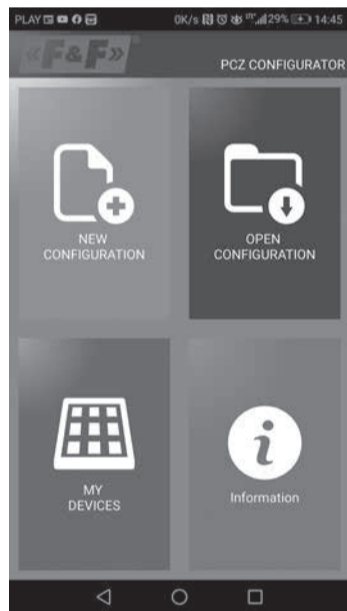 PLAY 0K/s 29% 14:45
«F&F»
PCZ CONFIGURATOR
NEW
CONFIGURATION
OPEN
CONFIGURATION
MY
DEVICES
Information